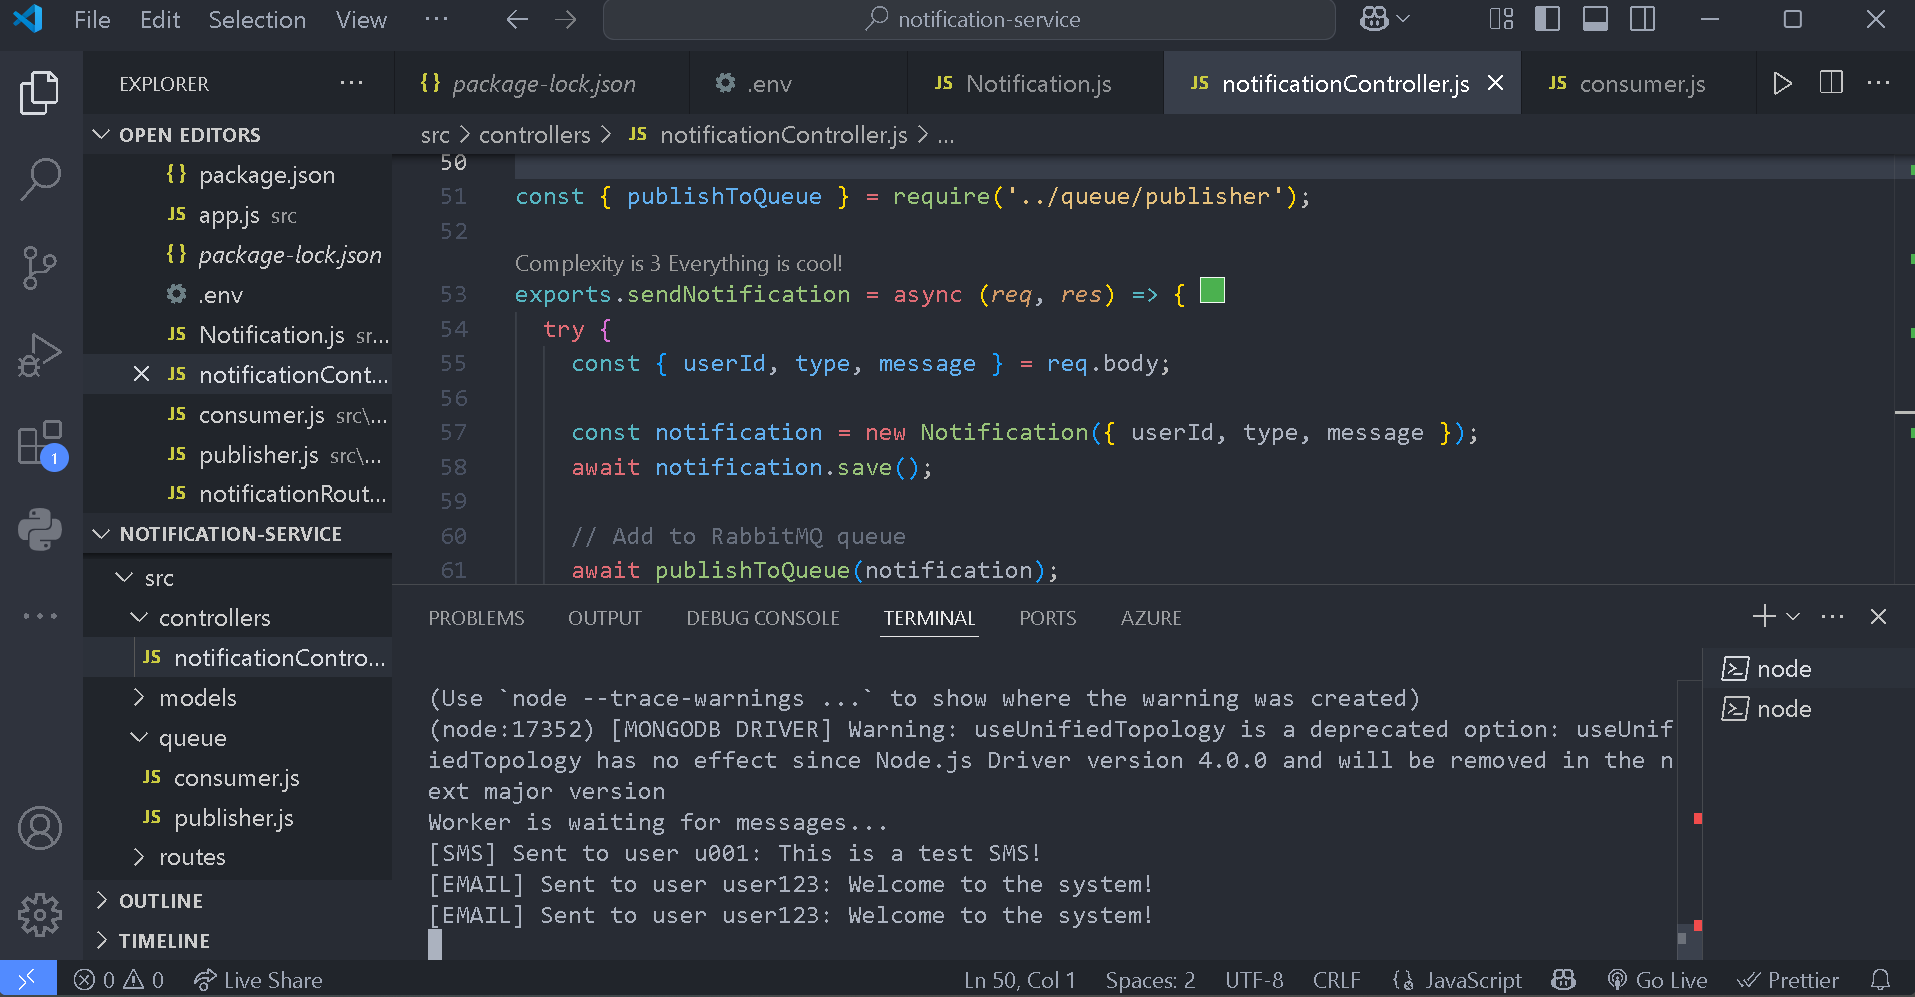 File Edit Selection View ··· notification-service
EXPLORER ··· package-lock.json .env JS Notification.js JS notificationController.js JS consumer.js ···
OPEN EDITORS
{} package.json
JS app.js src
{} package-lock.json
.env
JS Notification.js sr...
JS notificationCont...
JS consumer.js src\...
JS publisher.js src\...
JS notificationRout...
NOTIFICATION-SERVICE
src
controllers
JS notificationContro...
models
queue
JS consumer.js
JS publisher.js
routes
OUTLINE
TIMELINE
1
src > controllers > JS notificationController.js > ...
50
51 const { publishToQueue } = require('../queue/publisher');
52
Complexity is 3 Everything is cool!
53 exports.sendNotification = async (req, res) => {
54 try {
55 const { userId, type, message } = req.body;
56
57 const notification = new Notification({ userId, type, message });
58 await notification.save();
59
60 // Add to RabbitMQ queue
61 await publishToQueue(notification);
PROBLEMS OUTPUT DEBUG CONSOLE TERMINAL PORTS AZURE
(Use `node --trace-warnings ...` to show where the warning was created)
(node:17352) [MONGODB DRIVER] Warning: useUnifiedTopology is a deprecated option: useUnif
iedTopology has no effect since Node.js Driver version 4.0.0 and will be removed in the n
ext major version
Worker is waiting for messages...
[SMS] Sent to user u001: This is a test SMS!
[EMAIL] Sent to user user123: Welcome to the system!
[EMAIL] Sent to user user123: Welcome to the system!
node
node
0 0 Live Share Ln 50, Col 1 Spaces: 2 UTF-8 CRLF {} JavaScript Go Live Prettier